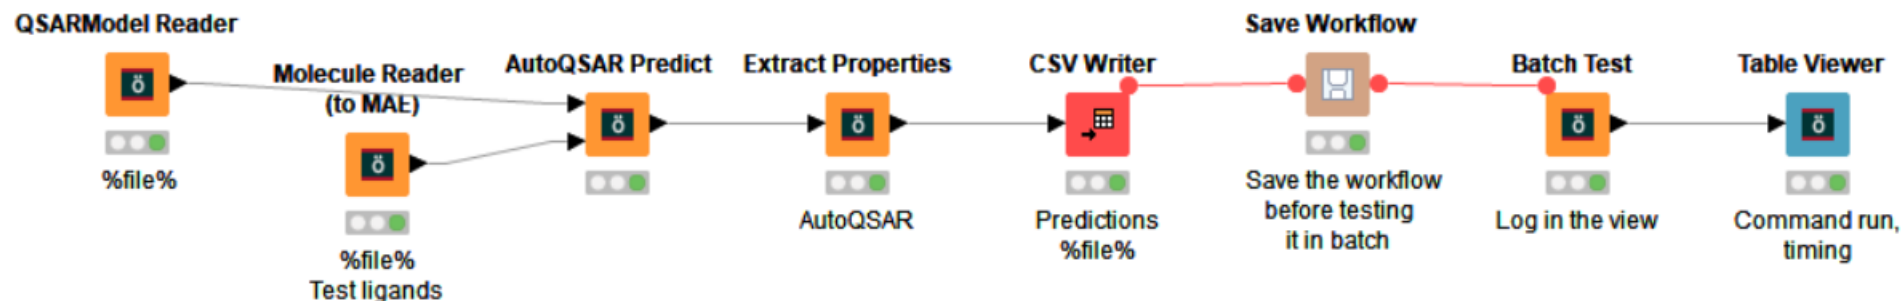 QSARModel Reader
%file%
Molecule Reader
(to MAE)
%file%
Test ligands
AutoQSAR Predict
Extract Properties
AutoQSAR
CSV Writer
Predictions
%file%
Save Workflow
Save the workflow
before testing
it in batch
Batch Test
Log in the view
Table Viewer
Command run,
timing